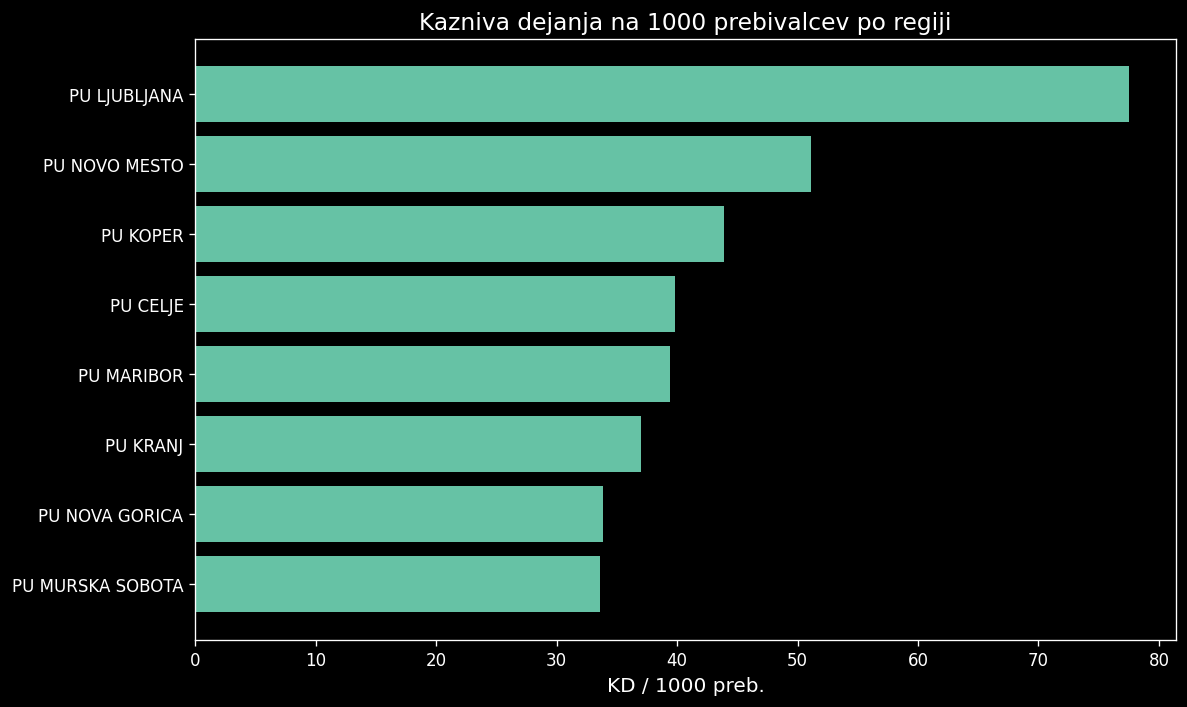 Kazniva dejanja na 1000 prebivalcev po regiji
PU LJUBLJANA
PU NOVO MESTO
PU KOPER
PU CELJE
PU MARIBOR
PU KRANJ
PU NOVA GORICA
PU MURSKA SOBOTA
0 10 20 30 40 50 60 70 80
KD / 1000 preb.